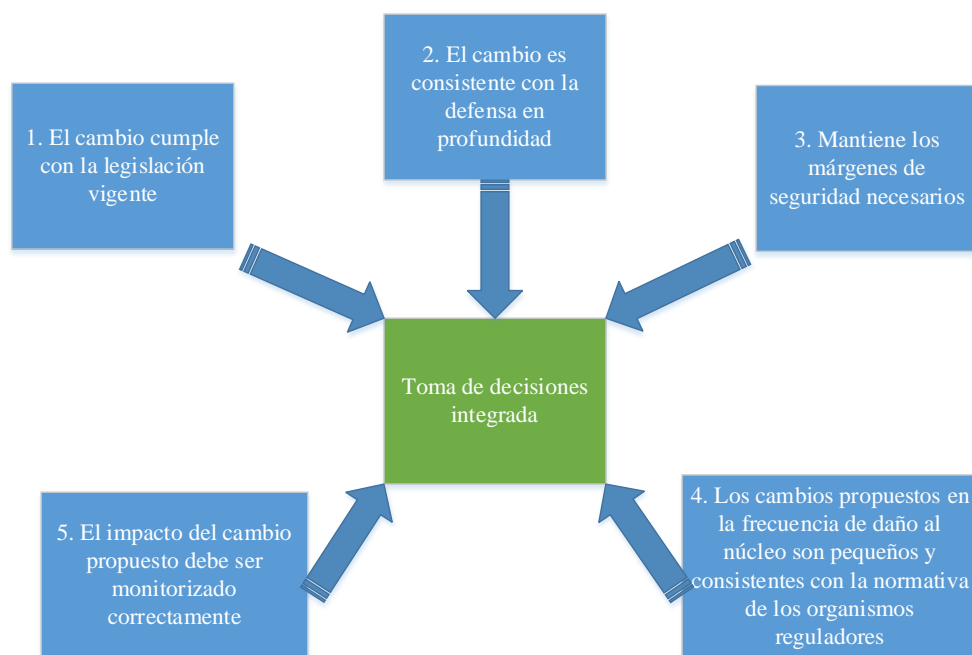 1. El cambio cumple
con la legislación
vigente
2. El cambio es
consistente con la
defensa en
profundidad
3. Mantiene los
márgenes de
seguridad necesarios
Toma de decisiones
integrada
4. Los cambios propuestos en
la frecuencia de daño al
núcleo son pequeños y
consistentes con la normativa
de los organismos
reguladores
5. El impacto del cambio
propuesto debe ser
monitorizado
correctamente